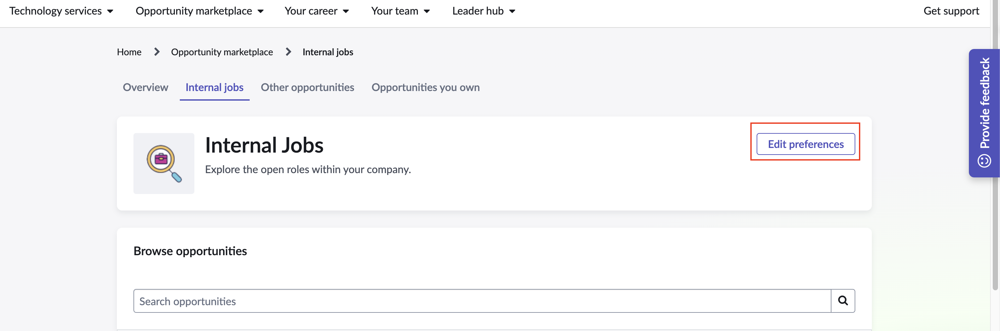 Technology services Opportunity marketplace Your career Your team Leader hub Get support
Home Opportunity marketplace Internal jobs
Overview Internal jobs Other opportunities Opportunities you own
Provide feedback
Internal Jobs
Edit preferences
Explore the open roles within your company.
Browse opportunities
Search opportunities